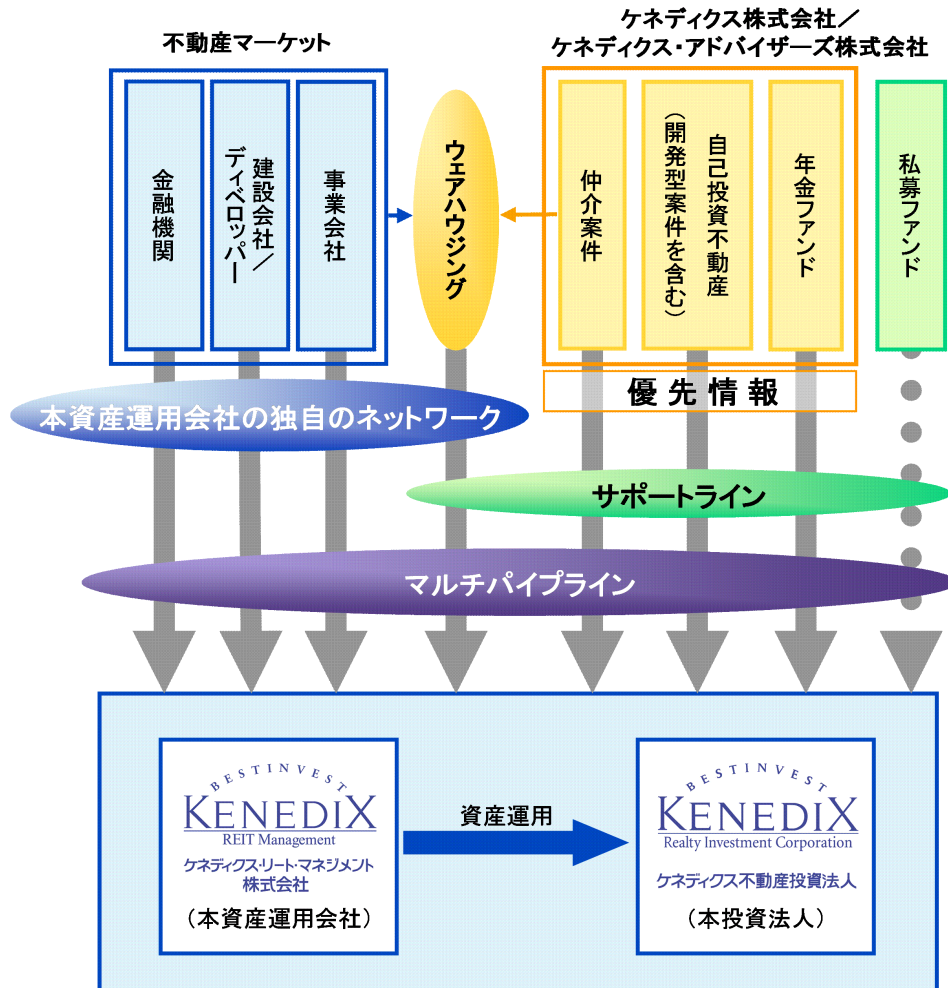 不動産マーケット
ケネディクス株式会社／
ケネディクス・アドバイザーズ株式会社
金融機関
建設会社／
ディベロッパー
事業会社
ウェアハウジング
仲介案件
自己投資不動産
（開発型案件を含む）
年金ファンド
私募ファンド
優先情報
本資産運用会社の独自のネットワーク
サポートライン
マルチパイプライン
BESTINVEST
KENEDIX
REIT Management
ケネディクス・リート・マネジメント
株式会社
（本資産運用会社）
資産運用
BESTINVEST
KENEDIX
Realty Investment Corporation
ケネディクス不動産投資法人
（本投資法人）